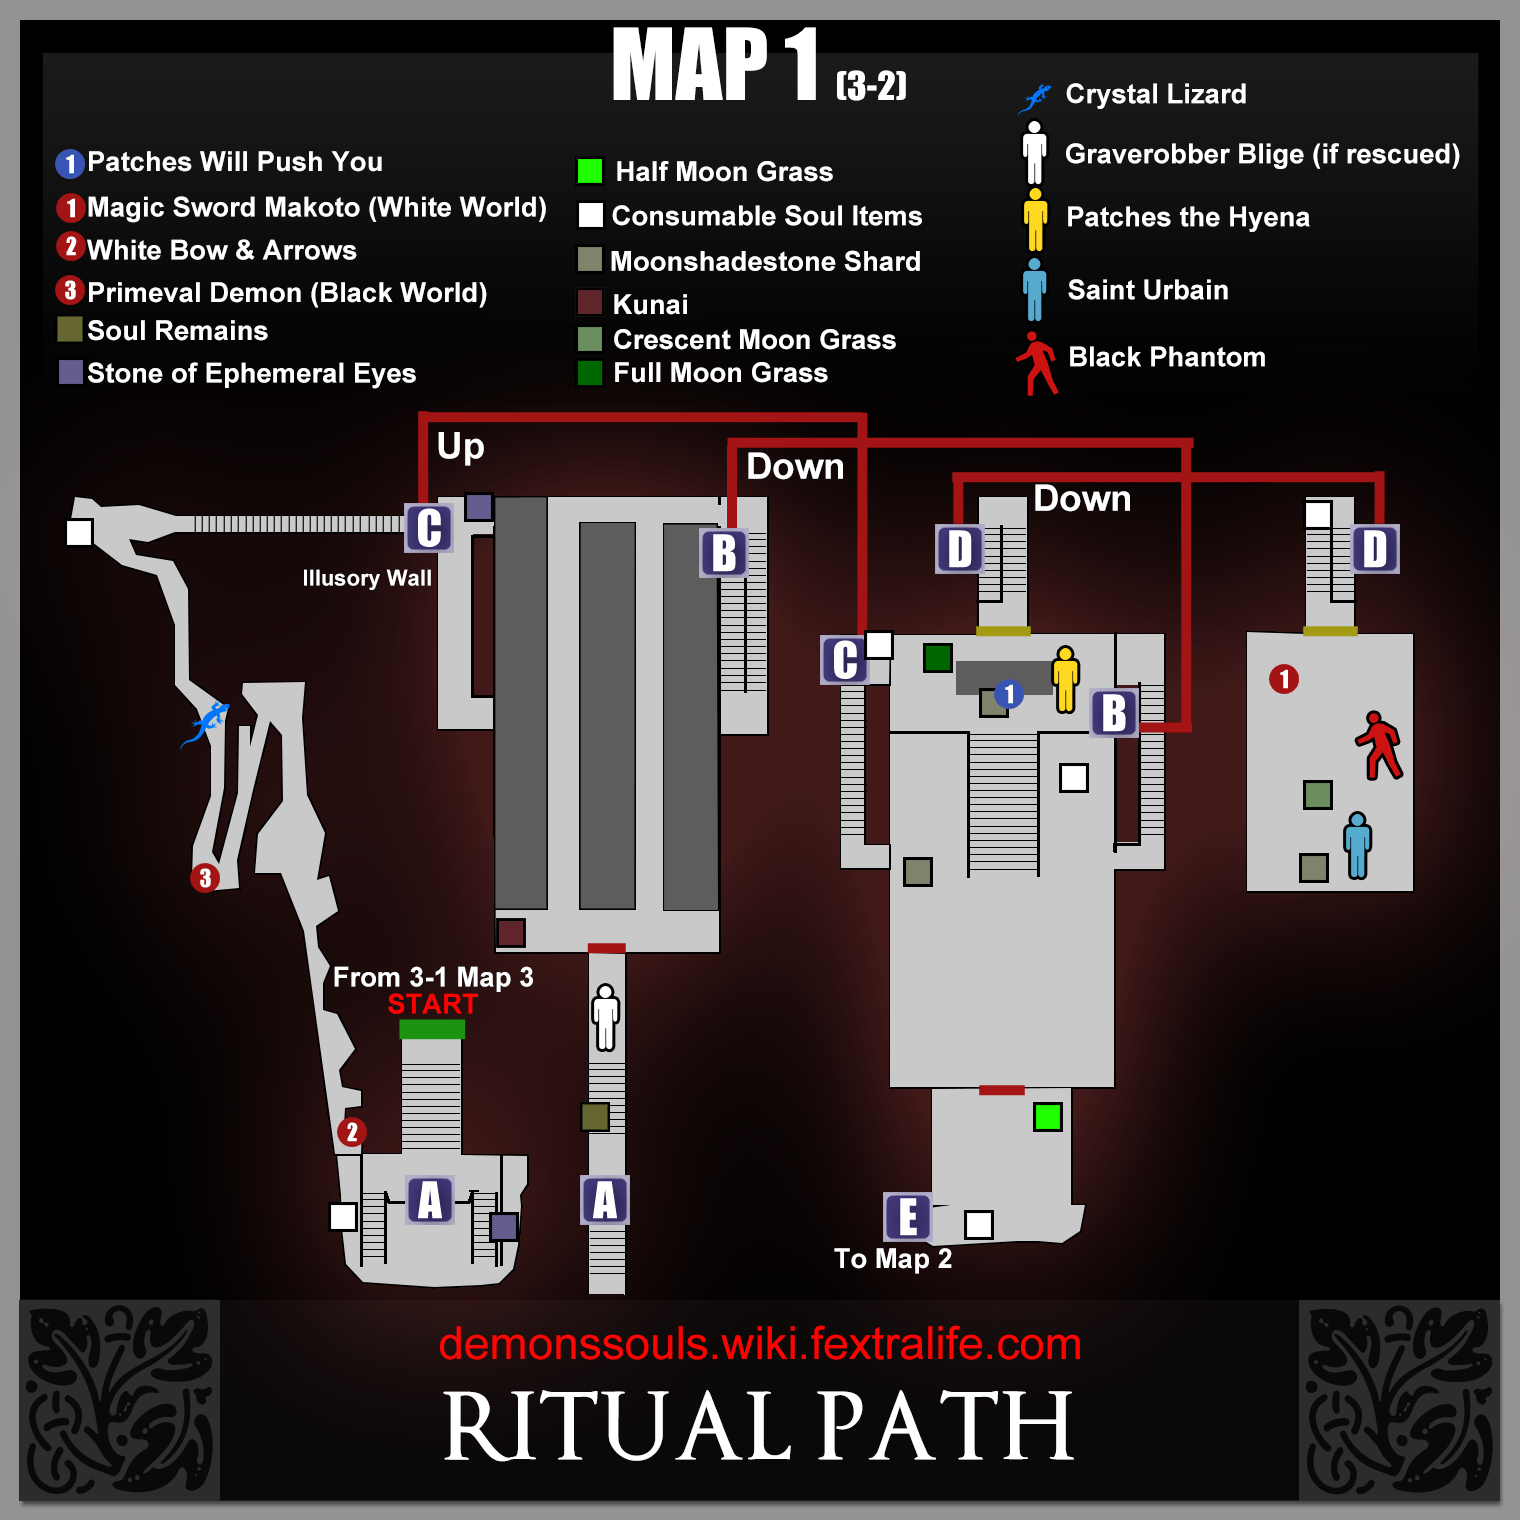 MAP 1 (3-2)
1 Patches Will Push You
1 Magic Sword Makoto (White World)
2 White Bow & Arrows
3 Primeval Demon (Black World)
Soul Remains
Stone of Ephemeral Eyes
Half Moon Grass
Consumable Soul Items
Moonshadestone Shard
Kunai
Crescent Moon Grass
Full Moon Grass
Crystal Lizard
Graverobber Blige (if rescued)
Patches the Hyena
Saint Urbain
Black Phantom
Up
Down
Down
C
B
D
D
Illusory Wall
C
1
B
1
3
From 3-1 Map 3
START
2
A
A
E
To Map 2
demonssouls.wiki.fextralife.com
RITUAL PATH